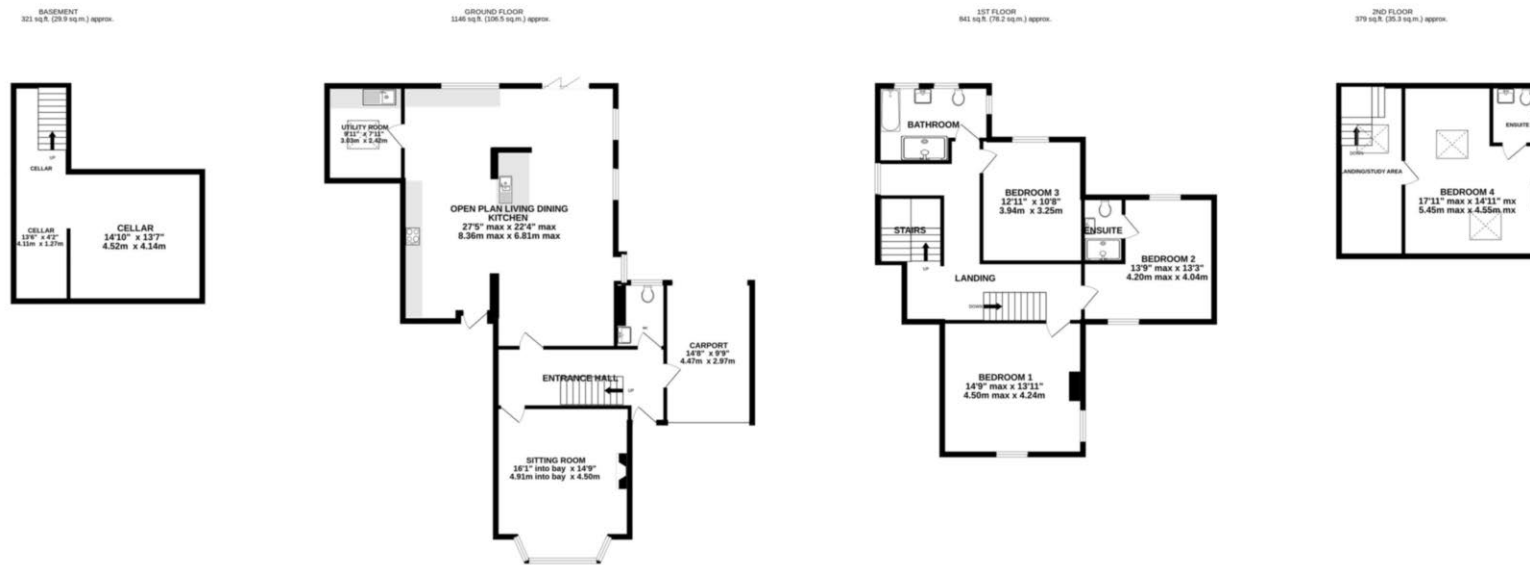 BASEMENT
321 sq.ft. (29.9 sq.m.) approx.
CELLAR
UP
CELLAR
13'6" x 4'2"
4.11m x 1.27m
CELLAR
14'10" x 13'7"
4.52m x 4.14m
GROUND FLOOR
1146 sq.ft. (106.5 sq.m.) approx.
UTILITY ROOM
9'11" x 7'11"
3.03m x 2.42m
OPEN PLAN LIVING DINING
KITCHEN
27'5" max x 22'4" max
8.36m max x 6.81m max
WC
CARPORT
14'8" x 9'9"
4.47m x 2.97m
ENTRANCE HALL
UP
SITTING ROOM
16'1" into bay x 14'9"
4.91m into bay x 4.50m
1ST FLOOR
841 sq.ft. (78.2 sq.m.) approx.
BATHROOM
BEDROOM 3
12'11" x 10'8"
3.94m x 3.25m
STAIRS
UP
ENSUITE
BEDROOM 2
13'9" max x 13'3"
4.20m max x 4.04m
LANDING
DOWN
BEDROOM 1
14'9" max x 13'11"
4.50m max x 4.24m
2ND FLOOR
379 sq.ft. (35.3 sq.m.) approx.
ENSUITE
DOWN
LANDING/STUDY AREA
BEDROOM 4
17'11" max x 14'11" mx
5.45m max x 4.55m mx